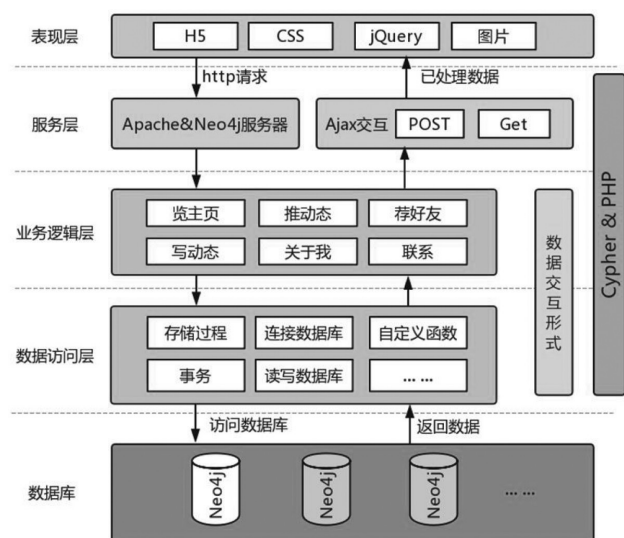 表现层
H5
CSS
jQuery
图片
http请求
已处理数据
服务层
Apache&Neo4j服务器
Ajax交互
POST
Get
业务逻辑层
览主页
推动态
荐好友
写动态
关于我
联系
数据交互形式
Cypher & PHP
数据访问层
存储过程
连接数据库
自定义函数
事务
读写数据库
... ...
访问数据库
返回数据
数据库
Neo4j
Neo4j
Neo4j
... ...